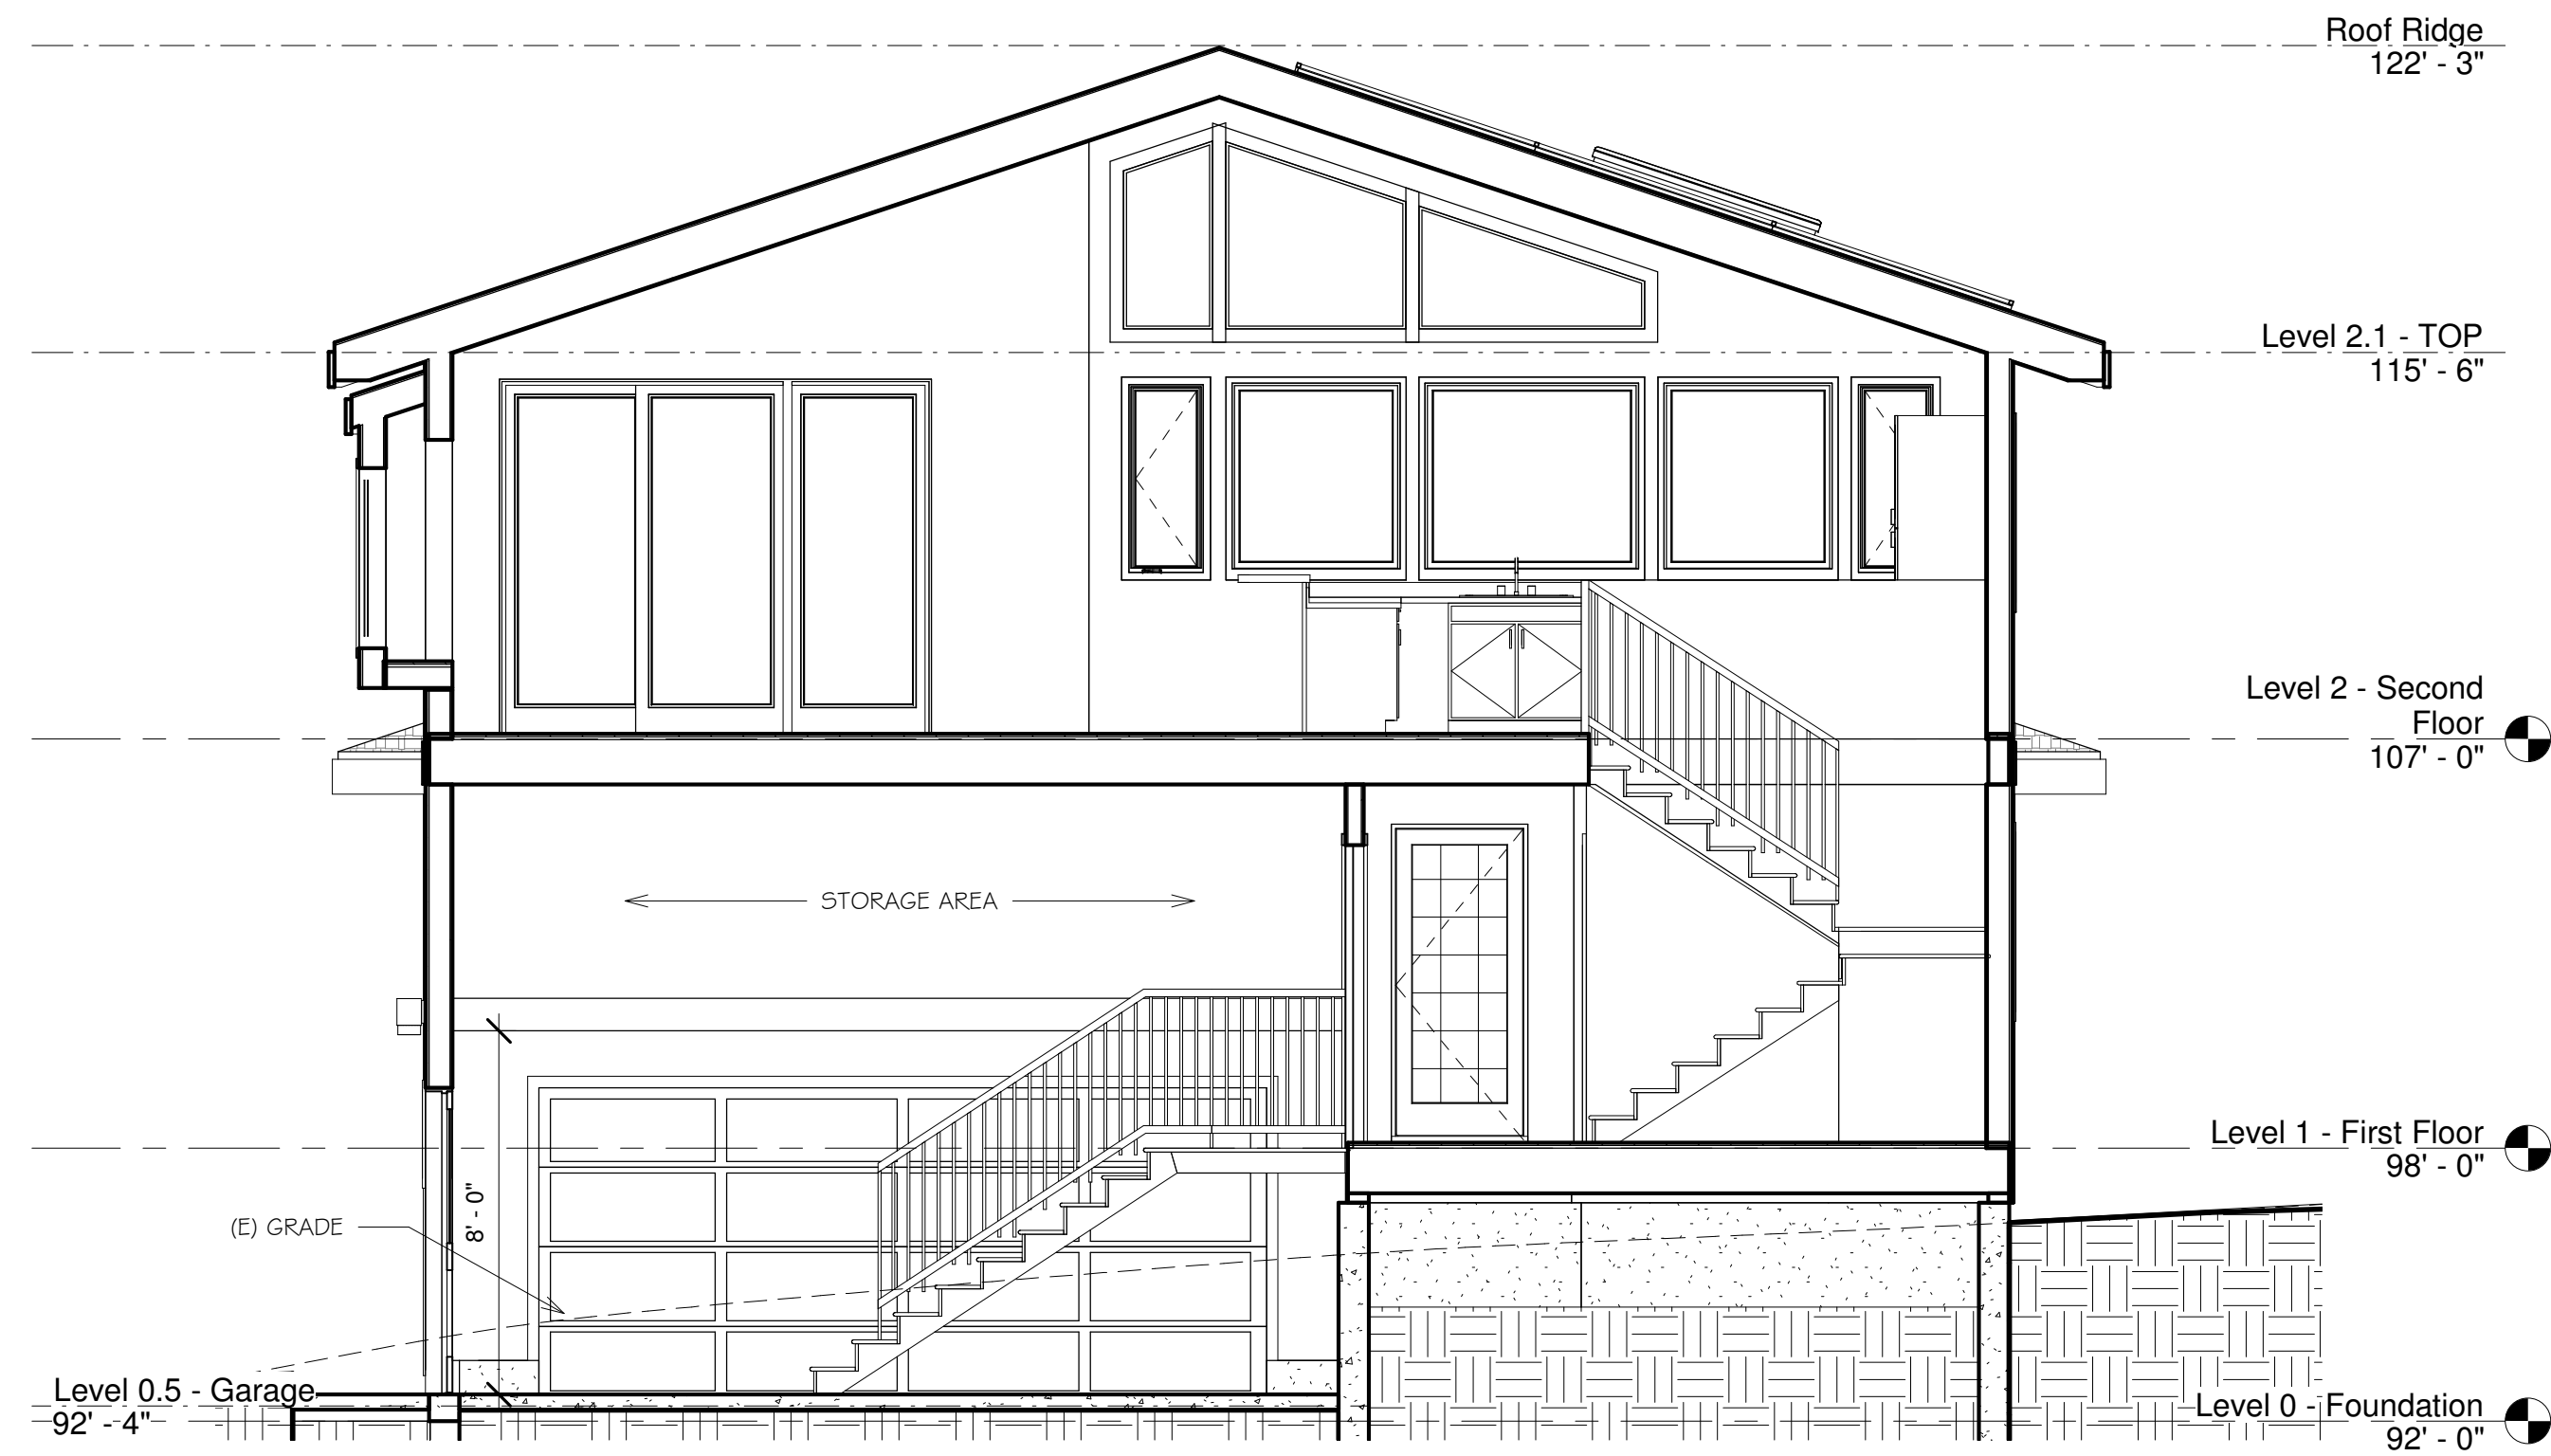 Roof Ridge
122' - 3"
Level 2.1 - TOP
115' - 6"
Level 2 - Second
Floor
107' - 0"
STORAGE AREA
Level 1 - First Floor
98' - 0"
8' - 0"
(E) GRADE
Level 0.5 - Garage
92' - 4"
Level 0 - Foundation
92' - 0"